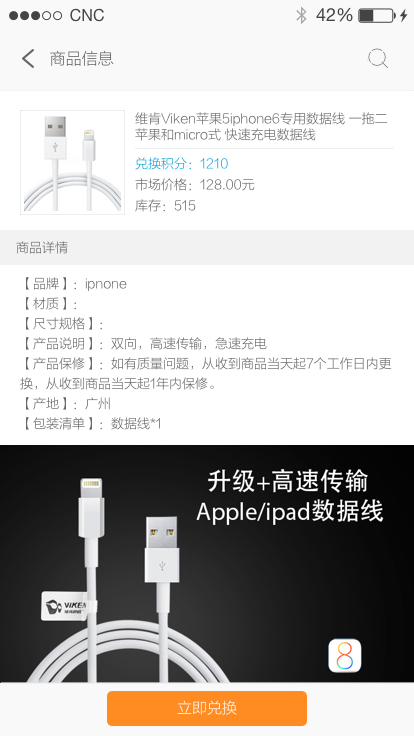 CNC 42%
商品信息
维肯Viken苹果5iphone6专用数据线 一拖二
苹果和micro式 快速充电数据线
兑换积分：1210
市场价格：128.00元
库存：515
商品详情
【 品牌 】：ipnone
【 材质 】：
【 尺寸规格 】：
【 产品说明 】：双向，高速传输，急速充电
【 产品保修 】：如有质量问题，从收到商品当天起7个工作日内更
换，从收到商品当天起1年内保修。
【 产地 】：广州
【 包装清单 】：数据线*1
升级+高速传输
Apple/ipad数据线
VIKEN
8
立即兑换